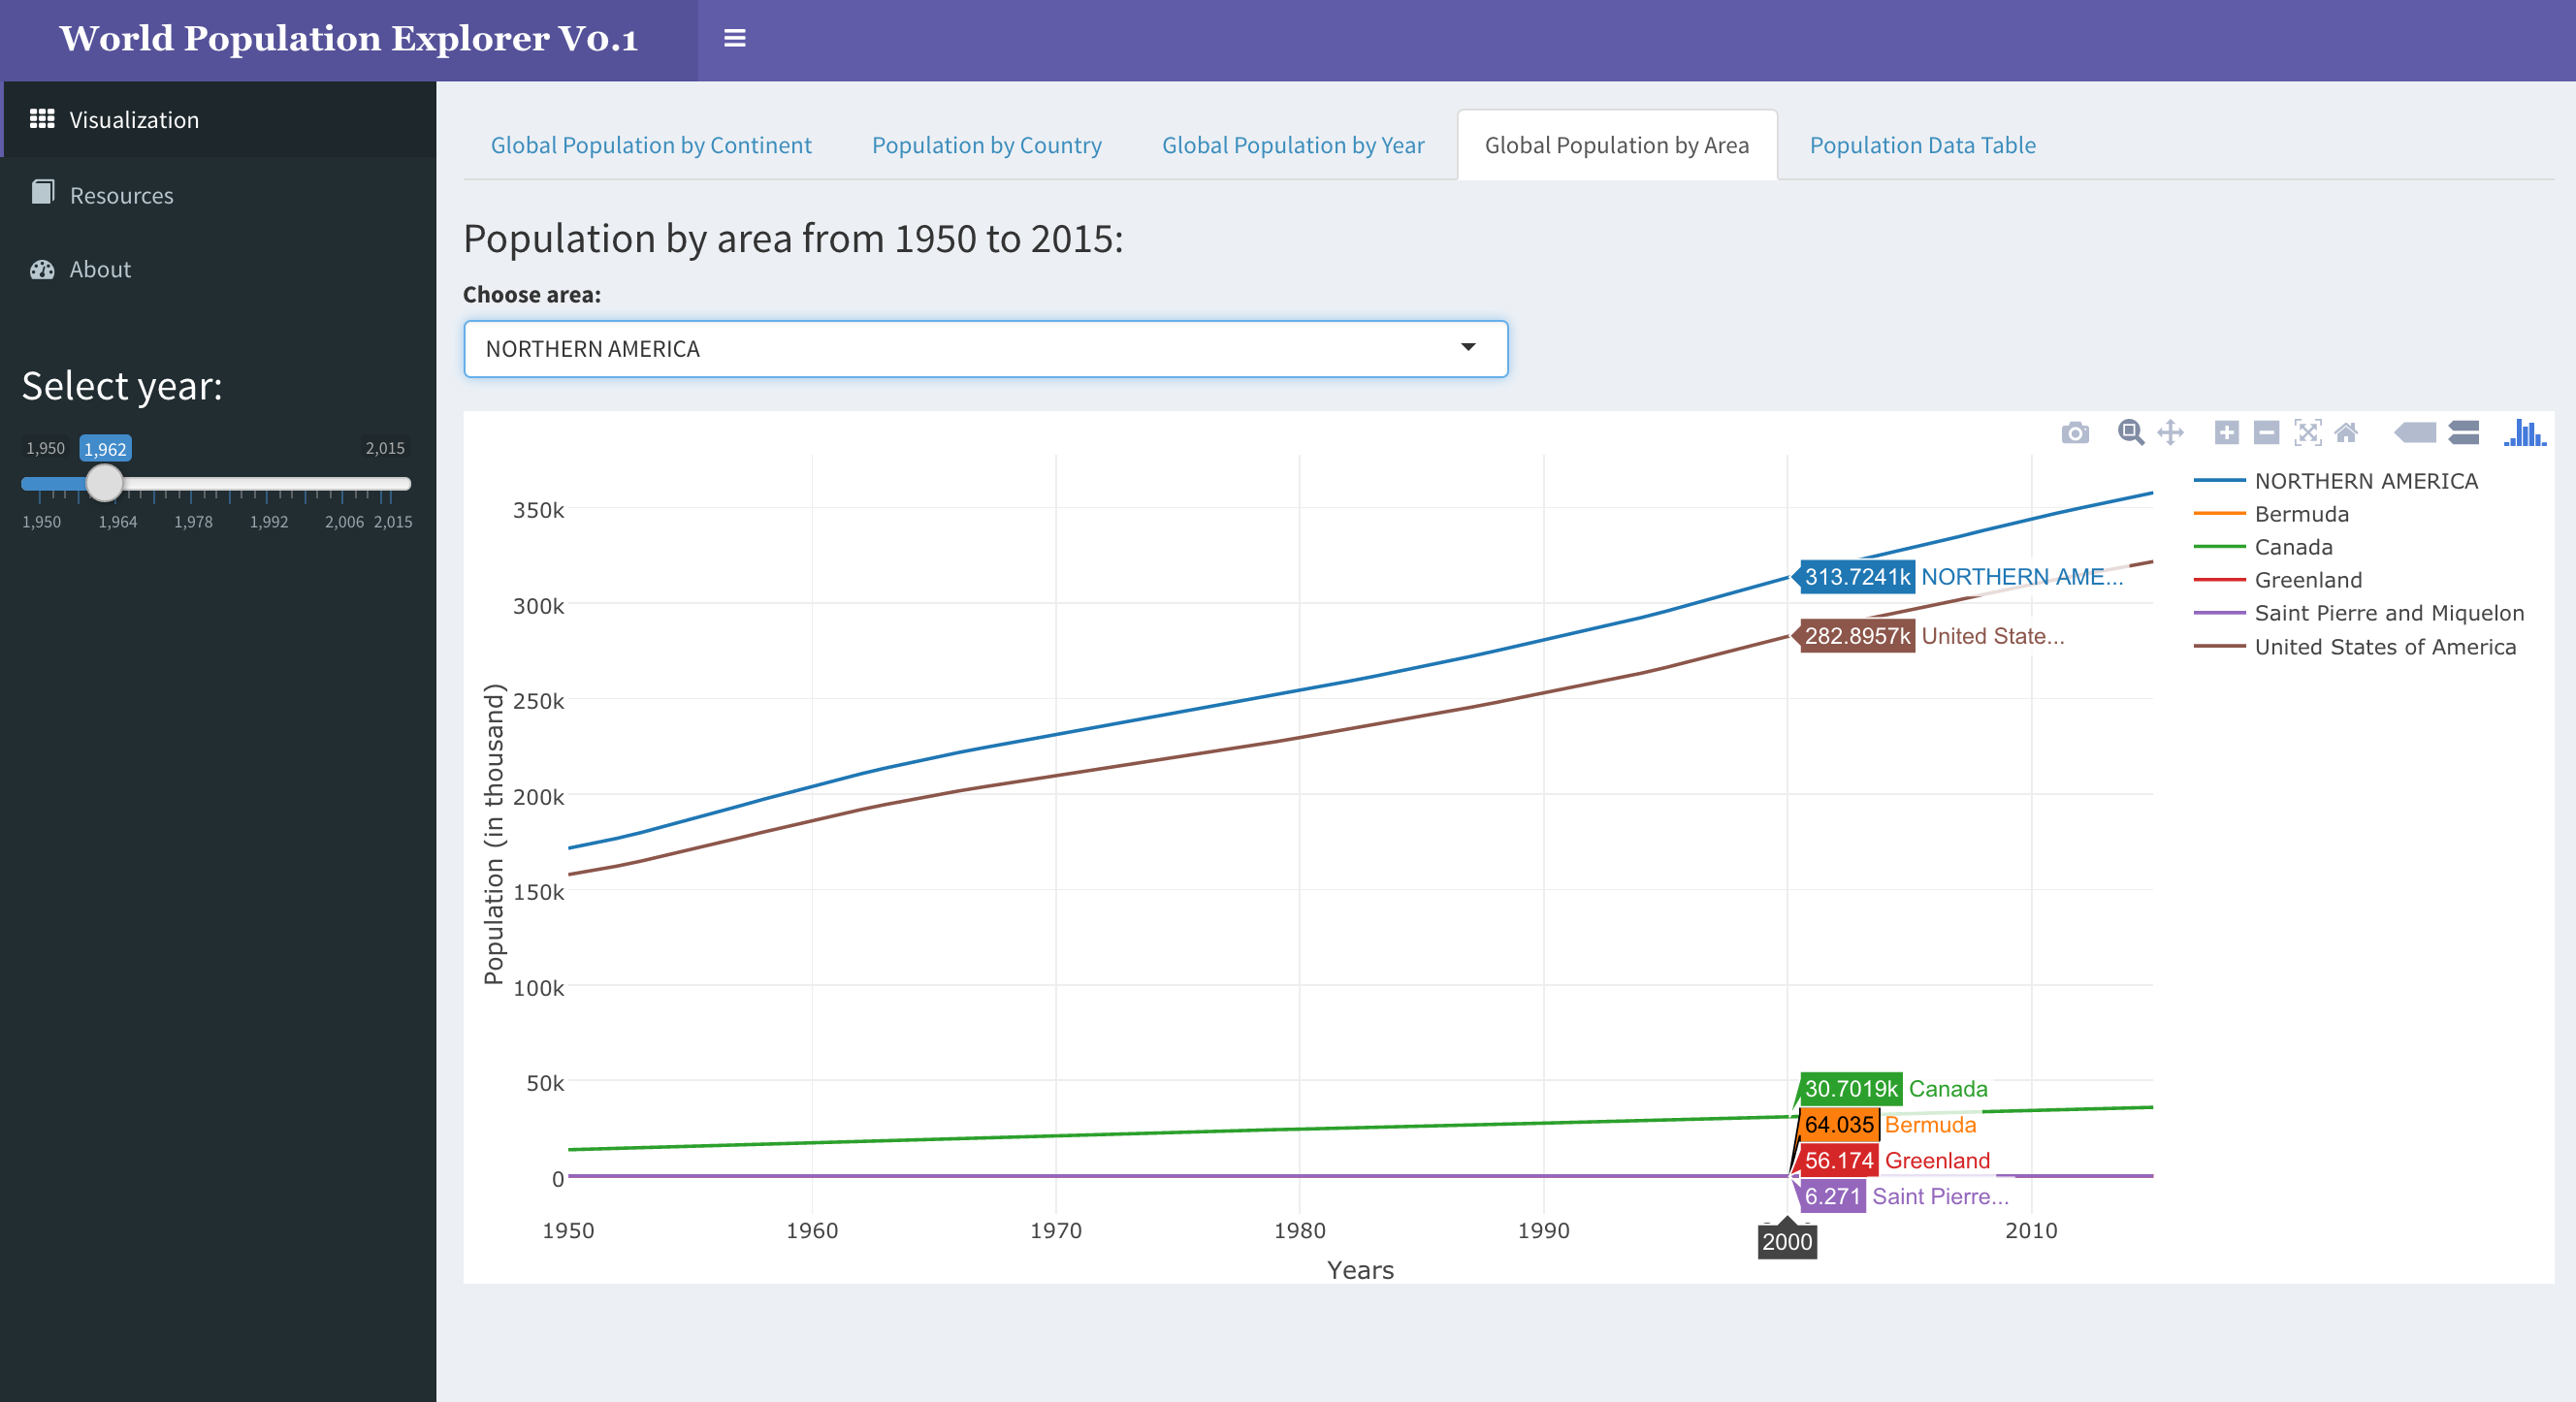 World Population Explorer V0.1
Visualization
Resources
About
Select year:
1,950 1,962 2,015
1,950 1,964 1,978 1,992 2,006 2,015
Global Population by Continent Population by Country Global Population by Year Global Population by Area Population Data Table
Population by area from 1950 to 2015:
Choose area:
NORTHERN AMERICA
NORTHERN AMERICA
Bermuda
Canada
Greenland
Saint Pierre and Miquelon
United States of America
Population (in thousand)
350k
300k
250k
200k
150k
100k
50k
0
313.7241k NORTHERN AME...
282.8957k United State...
30.7019k Canada
64.035 Bermuda
56.174 Greenland
6.271 Saint Pierre...
1950 1960 1970 1980 1990 2000 2010
Years